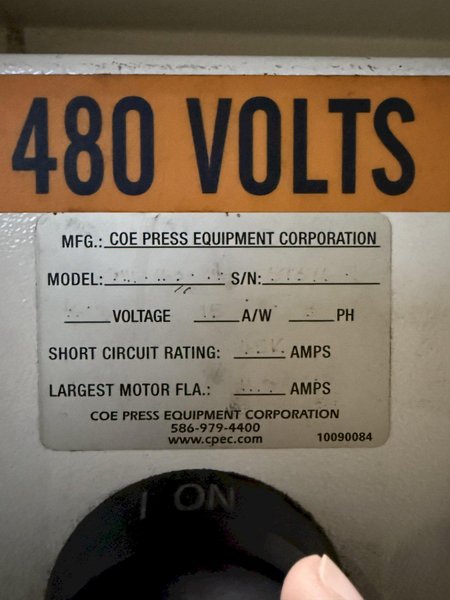 480 VOLTS
MFG.: COE PRESS EQUIPMENT CORPORATION
MODEL: S/N:
VOLTAGE A/W PH
SHORT CIRCUIT RATING: AMPS
LARGEST MOTOR FLA.: AMPS
COE PRESS EQUIPMENT CORPORATION
586-979-4400
www.cpec.com 10090084
I ON